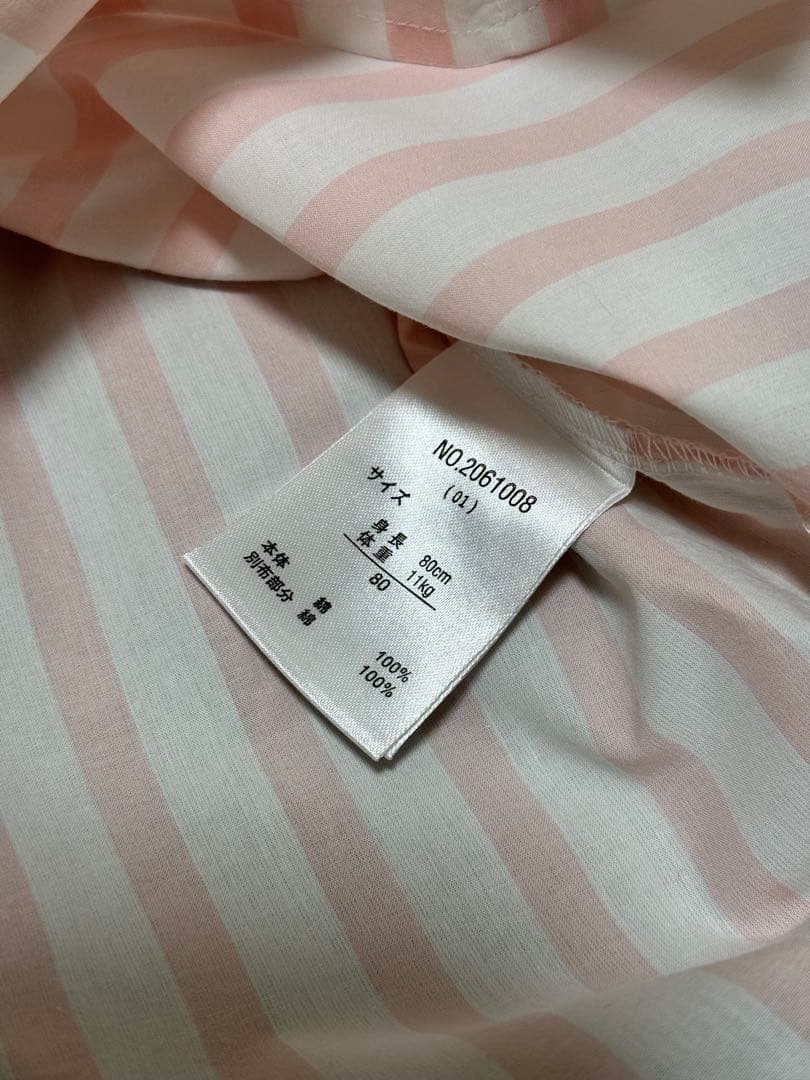 NO.2061008
サイズ (01)
身長 80cm
体重 11kg
80
本体 綿 100%
別布部分 綿 100%